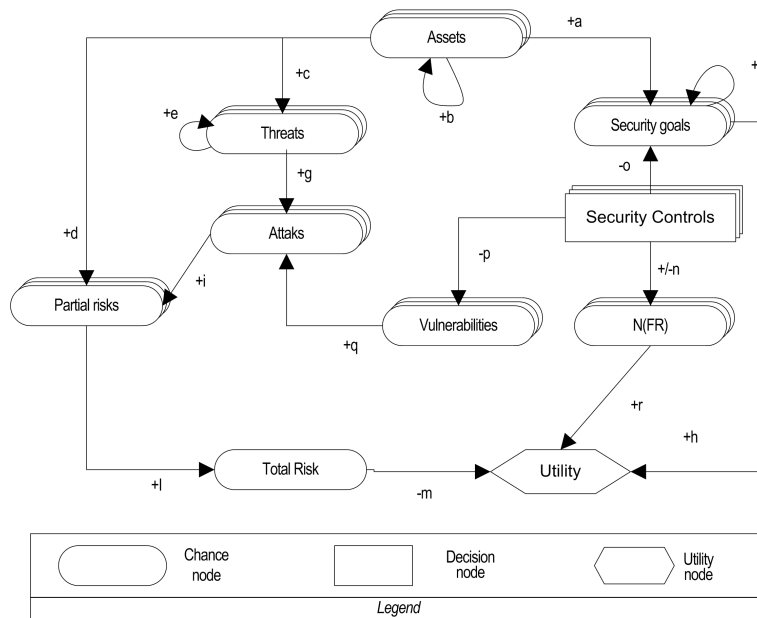 Assets
+a
+c
+b
+e
Threats
+
Security goals
+g
-o
Security Controls
Attaks
+d
-p
+/-n
+i
Partial risks
Vulnerabilities
N(FR)
+q
+r
+h
Total Risk
Utility
+l
-m
Chance
node
Decision
node
Utility
node
Legend